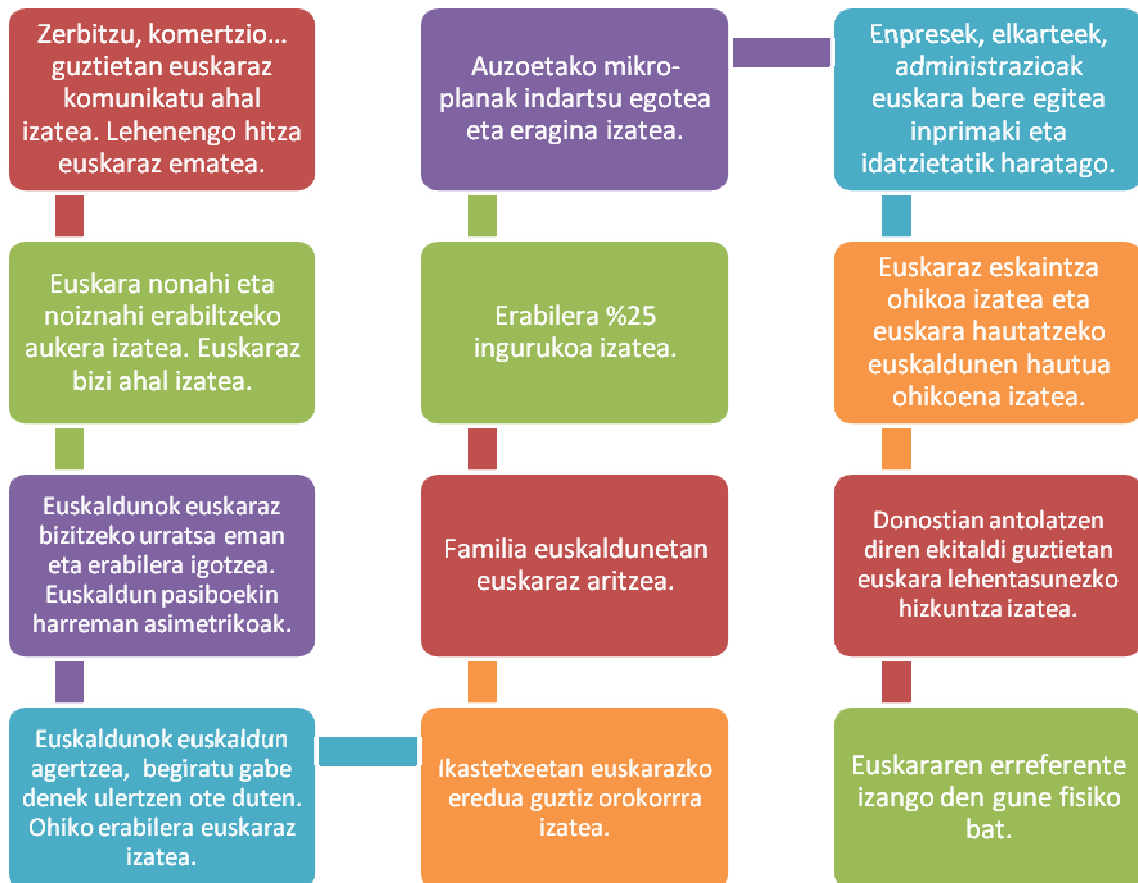 Zerbitzu, komertzio...
guztietan euskaraz
komunikatu ahal
izatea. Lehenengo hitza
euskaraz ematea.
Euskara nonahi eta
noiznahi erabiltzeko
aukera izatea. Euskaraz
bizi ahal izatea.
Euskaldunok euskaraz
bizitzeko urratsa eman
eta erabilera igotzea.
Euskaldun pasiboekin
harreman asimetrikoak.
Euskaldunok euskaldun
agertzea, begiratu gabe
denek ulertzen ote duten.
Ohiko erabilera euskaraz
izatea.
Ikastetxeetan euskarazko
eredua guztiz orokorrra
izatea.
Familia euskaldunetan
euskaraz aritzea.
Erabilera %25
ingurukoa izatea.
Auzoetako mikro-
planak indartsu egotea
eta eragina izatea.
Enpresek, elkarteek,
administrazioak
euskara bere egitea
inprimaki eta
idatzietatik haratago.
Euskaraz eskaintza
ohikoa izatea eta
euskara hautatzeko
euskaldunen hautua
ohikoena izatea.
Donostian antolatzen
diren ekitaldi guztietan
euskara lehentasunezko
hizkuntza izatea.
Euskararen erreferente
izango den gune fisiko
bat.